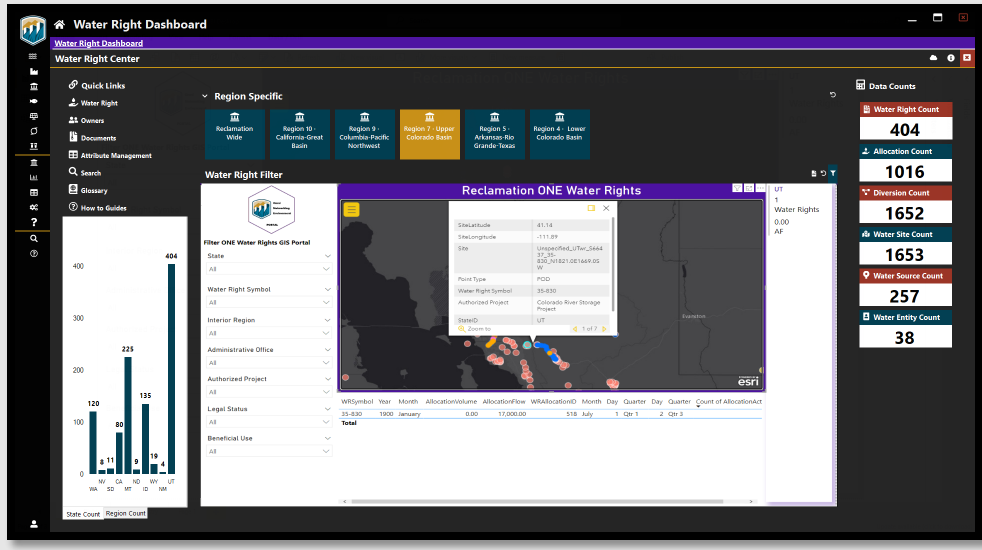 Water Right Dashboard
Water Right Dashboard
Water Right Center
Quick Links
Water Right
Owners
Documents
Attribute Management
Search
Glossary
How to Guides
404
400
300
225
200
135
120
100
80
19
8
11
9
4
0
NV
CA
ND
WY
UT
WA
SD
MT
ID
NM
State Count
Region Count
Region Specific
Reclamation
Wide
Region 10 -
California-Great
Basin
Region 9 -
Columbia-Pacific
Northwest
Region 7 - Upper
Colorado Basin
Region 5 -
Arkansas-Rio
Grande-Texas
Region 4 - Lower
Colorado Basin
Water Right Filter
PORTAL
Filter ONE Water Rights GIS Portal
State
All
Water Right Symbol
All
Interior Region
All
Administrative Office
All
Authorized Project
All
Legal Status
All
Beneficial Use
All
Reclamation ONE Water Rights
SiteLatitude 41.14
SiteLongitude -111.89
Site Unspecified_UTwr_5664
37_35-
830_N1821.0E1669.05
W
Point Type POD
Water Right Symbol 35-830
Authorized Project Colorado River Storage
Project
StateID UT
Zoom to
1 of 7
Evanston
esri
UT
1
Water Rights
0.00
AF
WRSymbol Year Month AllocationVolume AllocationFlow WRAllocationID Month Day Quarter Day Quarter Count of AllocationAct
35-830 1900 January 0.00 17,000.00 516 July 1 Qtr 1 2 Qtr 3
Total
Data Counts
Water Right Count
404
Allocation Count
1016
Diversion Count
1652
Water Site Count
1653
Water Source Count
257
Water Entity Count
38